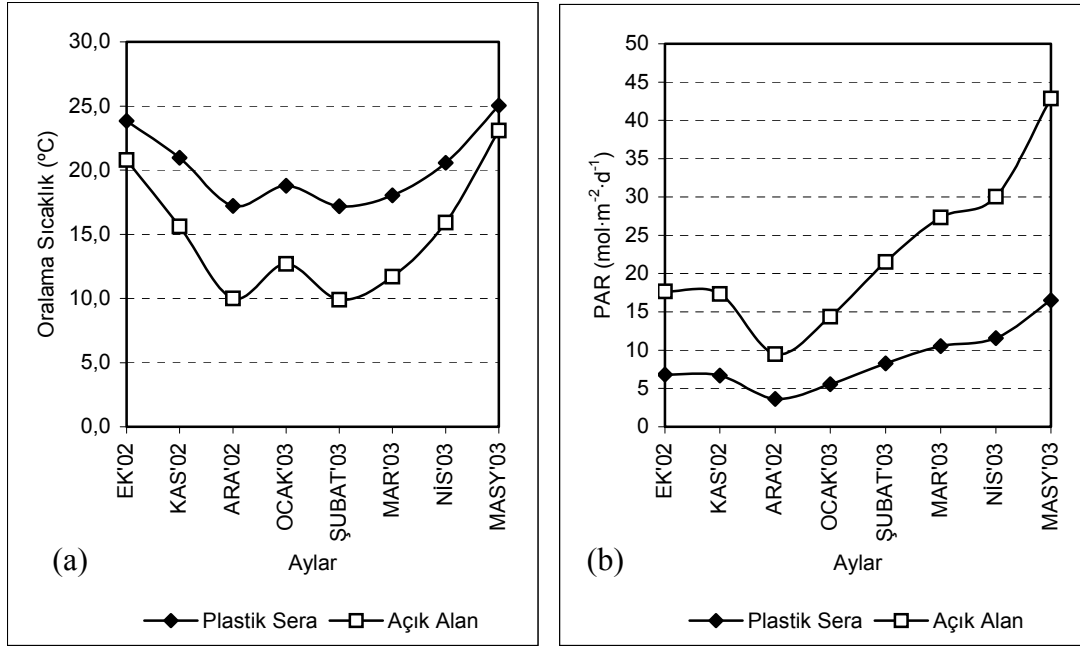 30,0
25,0
20,0
15,0
10,0
5,0
0,0
Oralama Sıcaklık (ºC)
EK'02
KAS'02
ARA'02
OCAK'03
ŞUBAT'03
MAR'03
NİS'03
MASY'03
(a)
Aylar
Plastik Sera
Açık Alan
50
45
40
35
30
25
20
15
10
5
0
PAR (mol·m⁻²·d⁻¹)
EK'02
KAS'02
ARA'02
OCAK'03
ŞUBAT'03
MAR'03
NİS'03
MASY'03
(b)
Aylar
Plastik Sera
Açık Alan